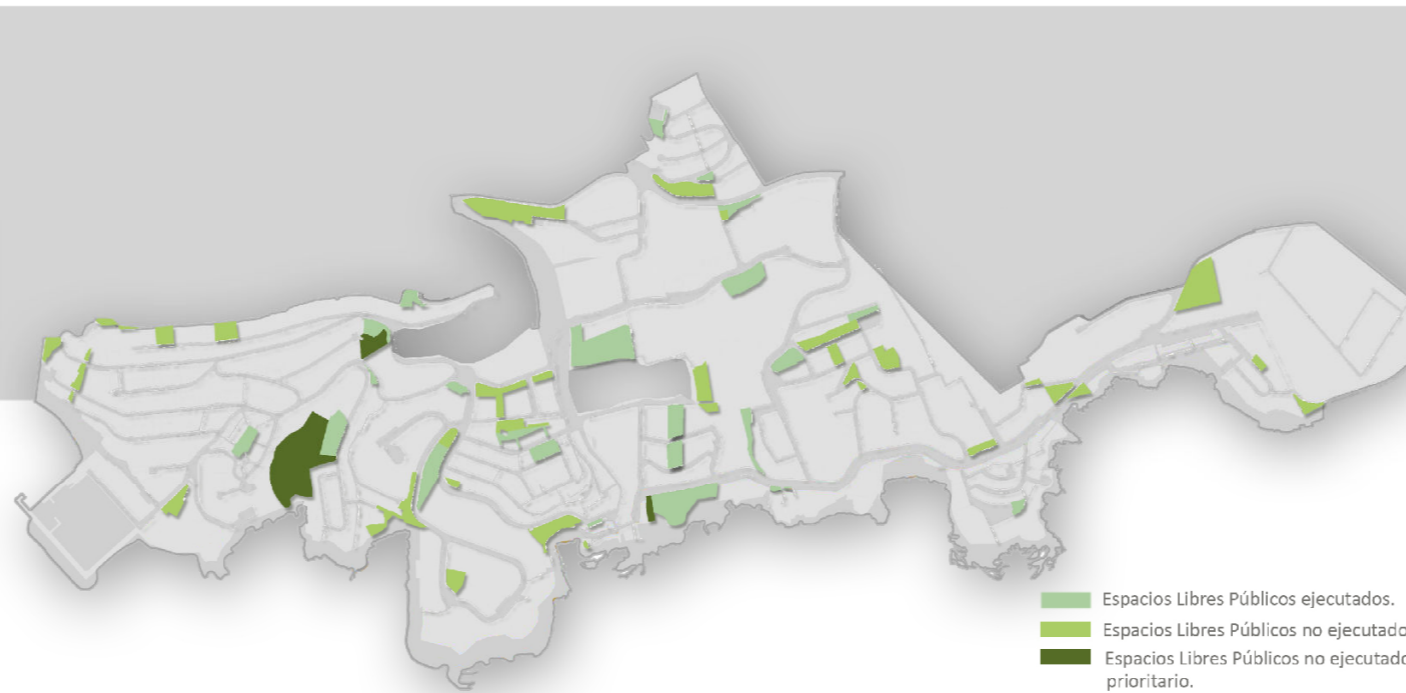 Espacios Libres Públicos ejecutados.
Espacios Libres Públicos no ejecutado
Espacios Libres Públicos no ejecutado
prioritario.